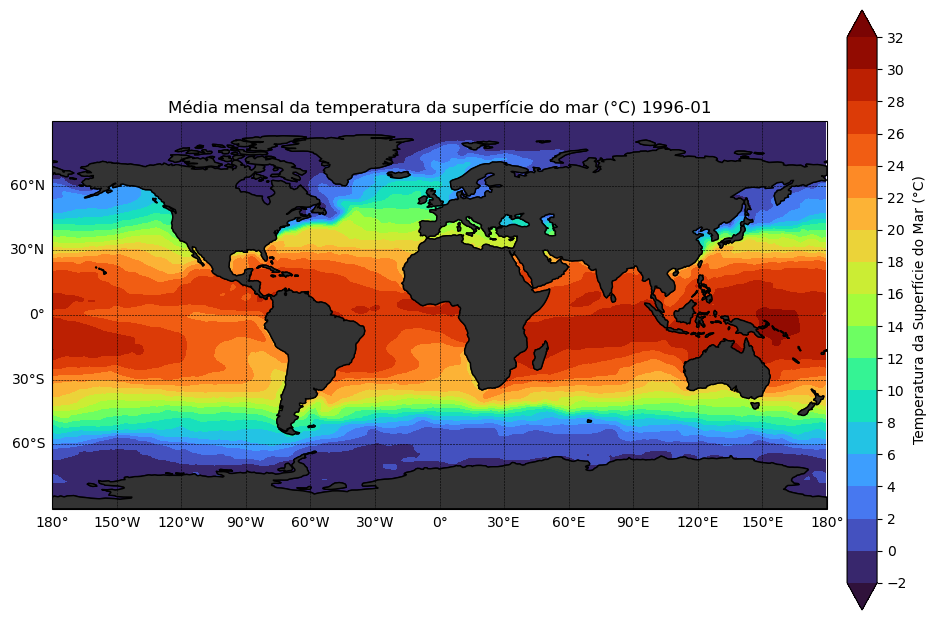 Média mensal da temperatura da superfície do mar (°C) 1996-01
60°N
30°N
0°
30°S
60°S
180°
150°W
120°W
90°W
60°W
30°W
0°
30°E
60°E
90°E
120°E
150°E
180°
32
30
28
26
24
22
20
18
16
14
12
10
8
6
4
2
0
−2
Temperatura da Superfície do Mar (°C)